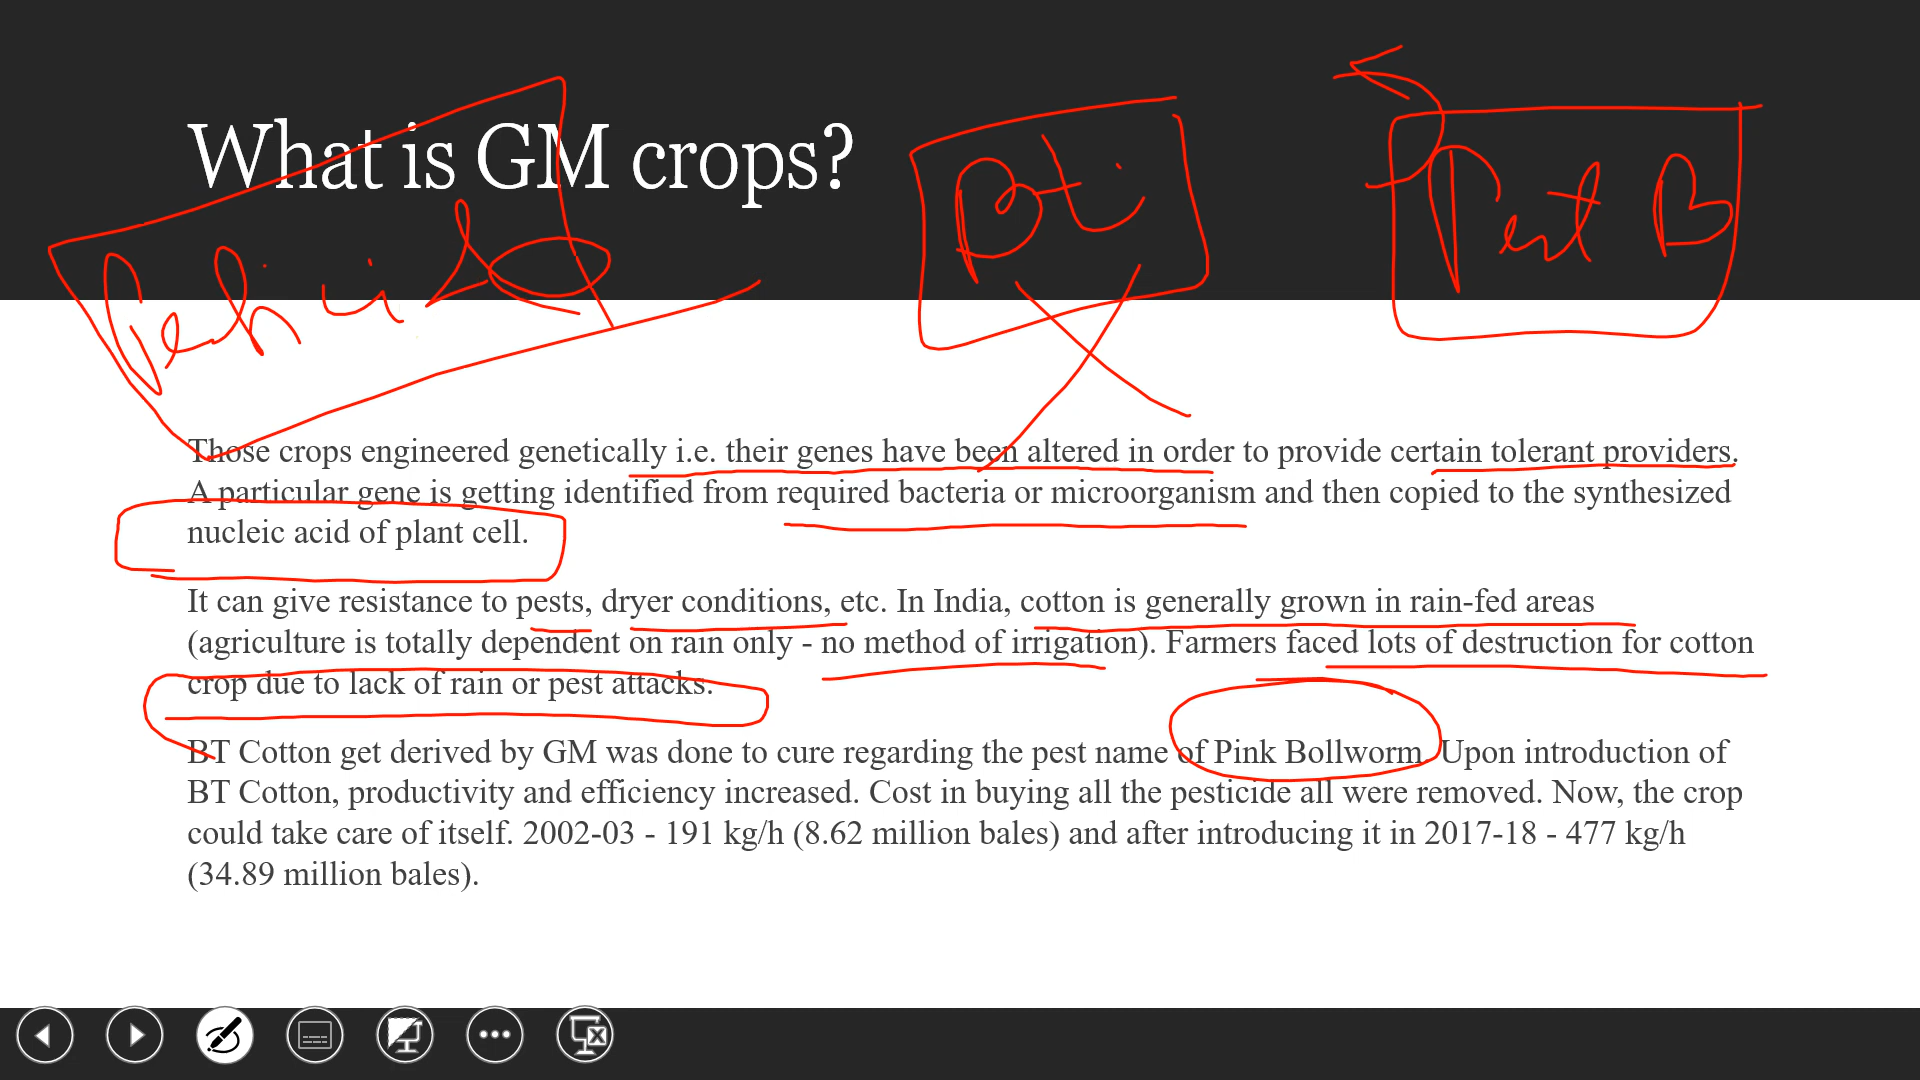 What is GM crops?
Bti
Pest B
Those crops engineered genetically i.e. their genes have been altered in order to provide certain tolerant providers.
A particular gene is getting identified from required bacteria or microorganism and then copied to the synthesized
nucleic acid of plant cell.
It can give resistance to pests, dryer conditions, etc. In India, cotton is generally grown in rain-fed areas
(agriculture is totally dependent on rain only - no method of irrigation). Farmers faced lots of destruction for cotton
crop due to lack of rain or pest attacks.
BT Cotton get derived by GM was done to cure regarding the pest name of Pink Bollworm. Upon introduction of
BT Cotton, productivity and efficiency increased. Cost in buying all the pesticide all were removed. Now, the crop
could take care of itself. 2002-03 - 191 kg/h (8.62 million bales) and after introducing it in 2017-18 - 477 kg/h
(34.89 million bales).